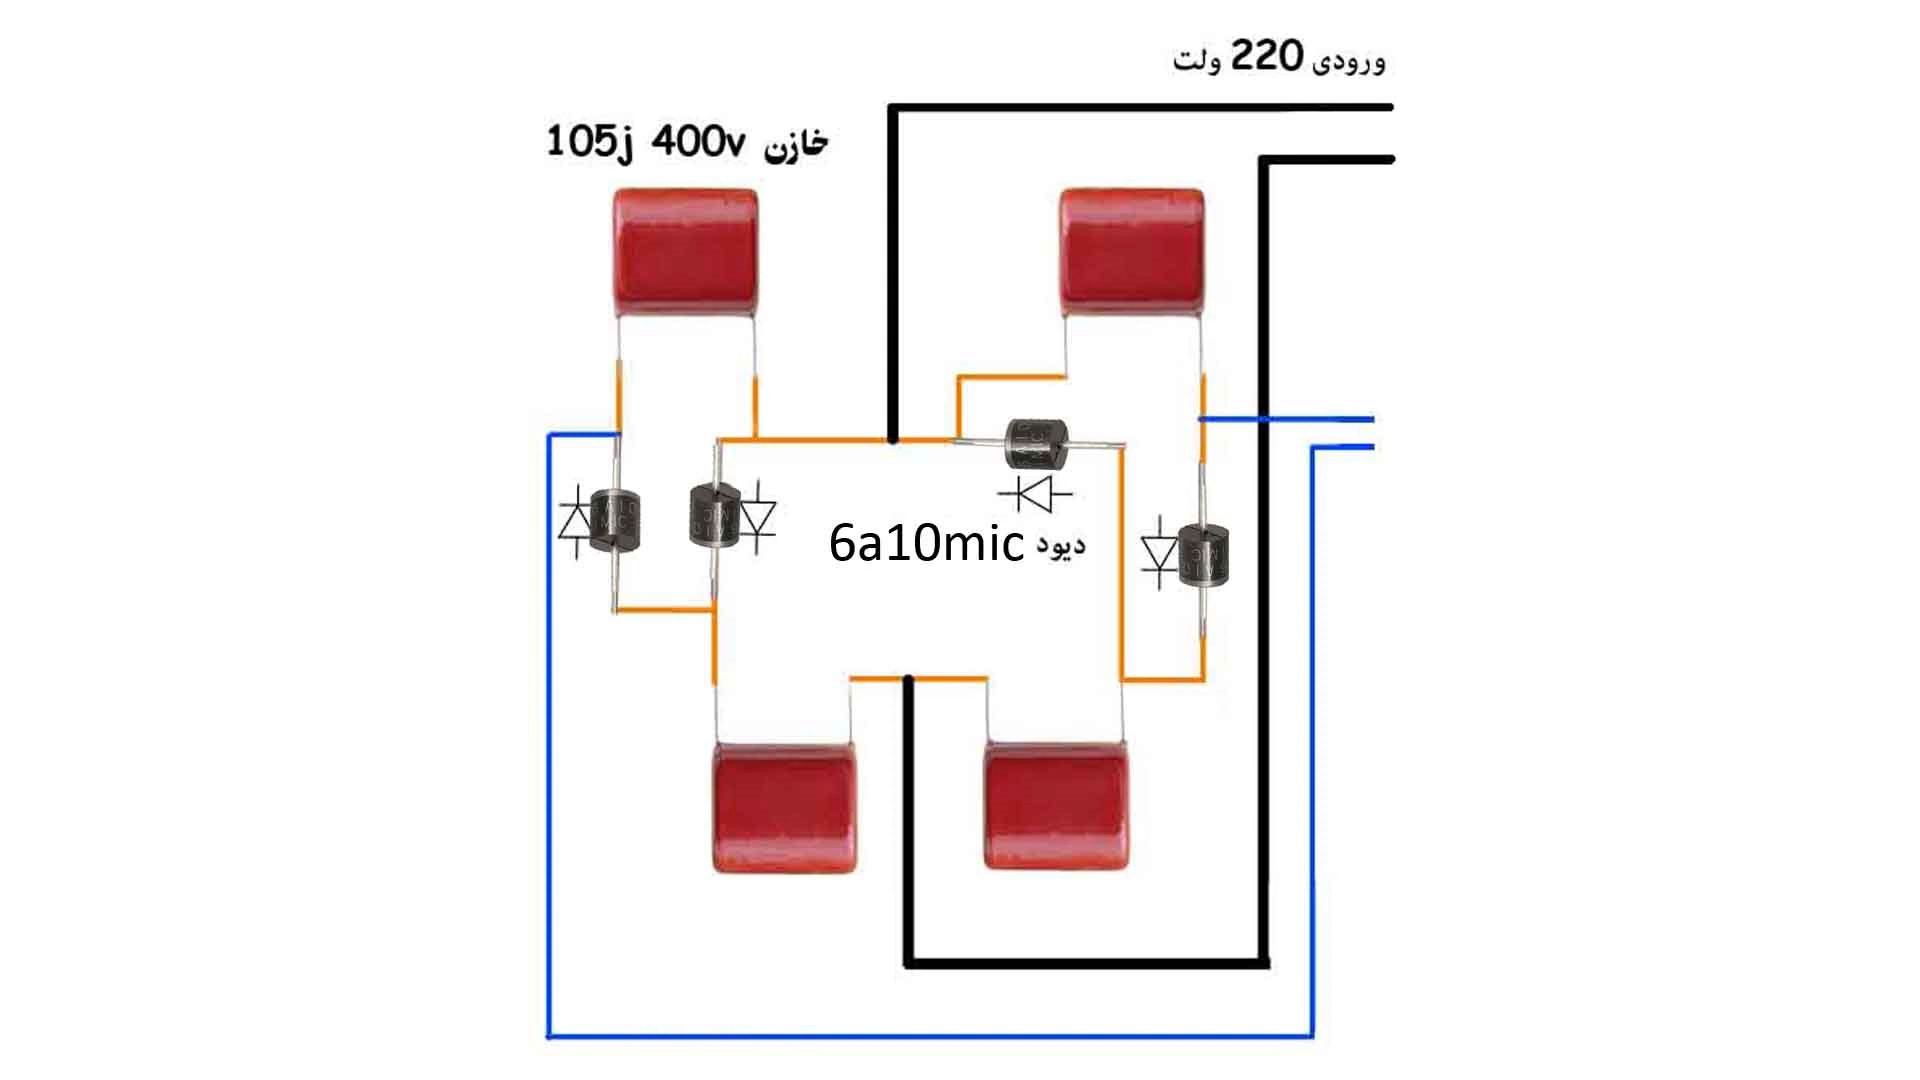 ورودی 220 ولت
خازن 105j 400v
دیود 6a10mic